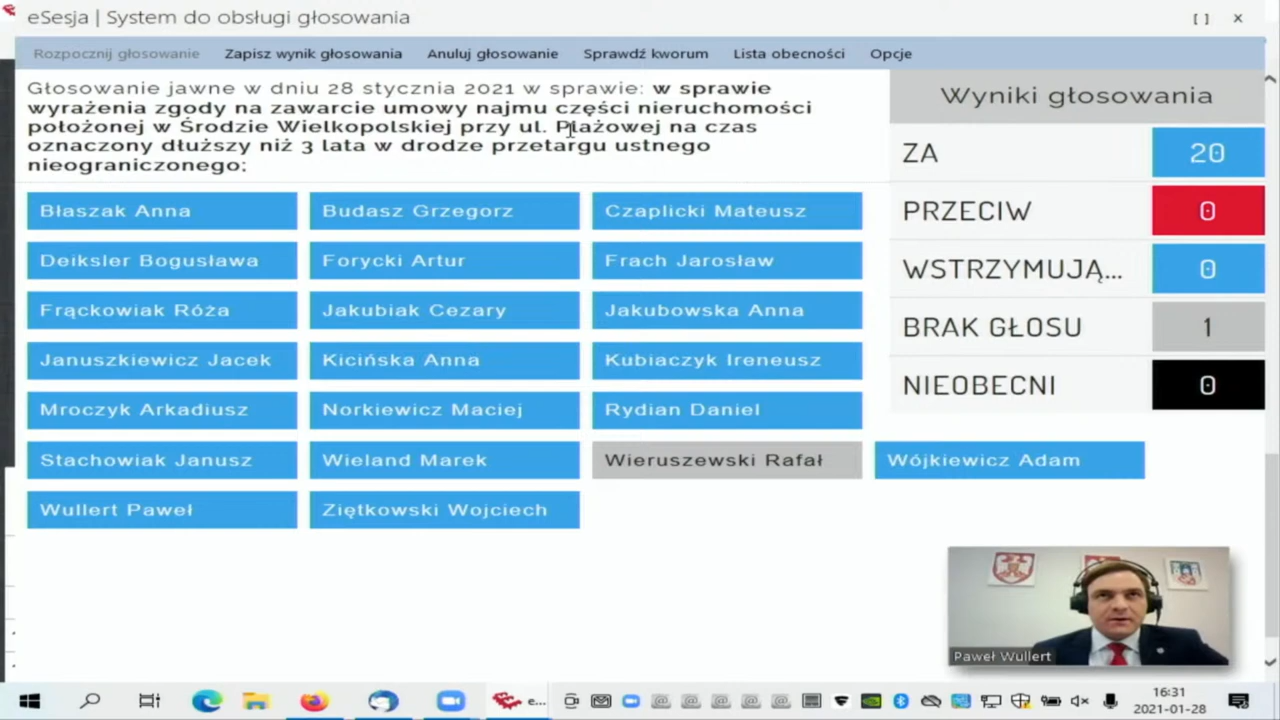 eSesja | System do obsługi głosowania
Rozpocznij głosowanie Zapisz wynik głosowania Anuluj głosowanie Sprawdź kworum Lista obecności Opcje
Głosowanie jawne w dniu 28 stycznia 2021 w sprawie: w sprawie
wyrażenia zgody na zawarcie umowy najmu części nieruchomości
położonej w Środzie Wielkopolskiej przy ul. Plażowej na czas
oznaczony dłuższy niż 3 lata w drodze przetargu ustnego
nieograniczonego;
Wyniki głosowania
ZA 20
PRZECIW 0
WSTRZYMUJĄ... 0
BRAK GŁOSU 1
NIEOBECNI 0
Błaszak Anna Budasz Grzegorz Czaplicki Mateusz
Deiksler Bogusława Forycki Artur Frach Jarosław
Frąckowiak Róża Jakubiak Cezary Jakubowska Anna
Januszkiewicz Jacek Kicińska Anna Kubiaczyk Ireneusz
Mroczyk Arkadiusz Norkiewicz Maciej Rydian Daniel
Stachowiak Janusz Wieland Marek Wieruszewski Rafał Wójkiewicz Adam
Wullert Paweł Ziętkowski Wojciech
Paweł Wullert
e...
16:31
2021-01-28